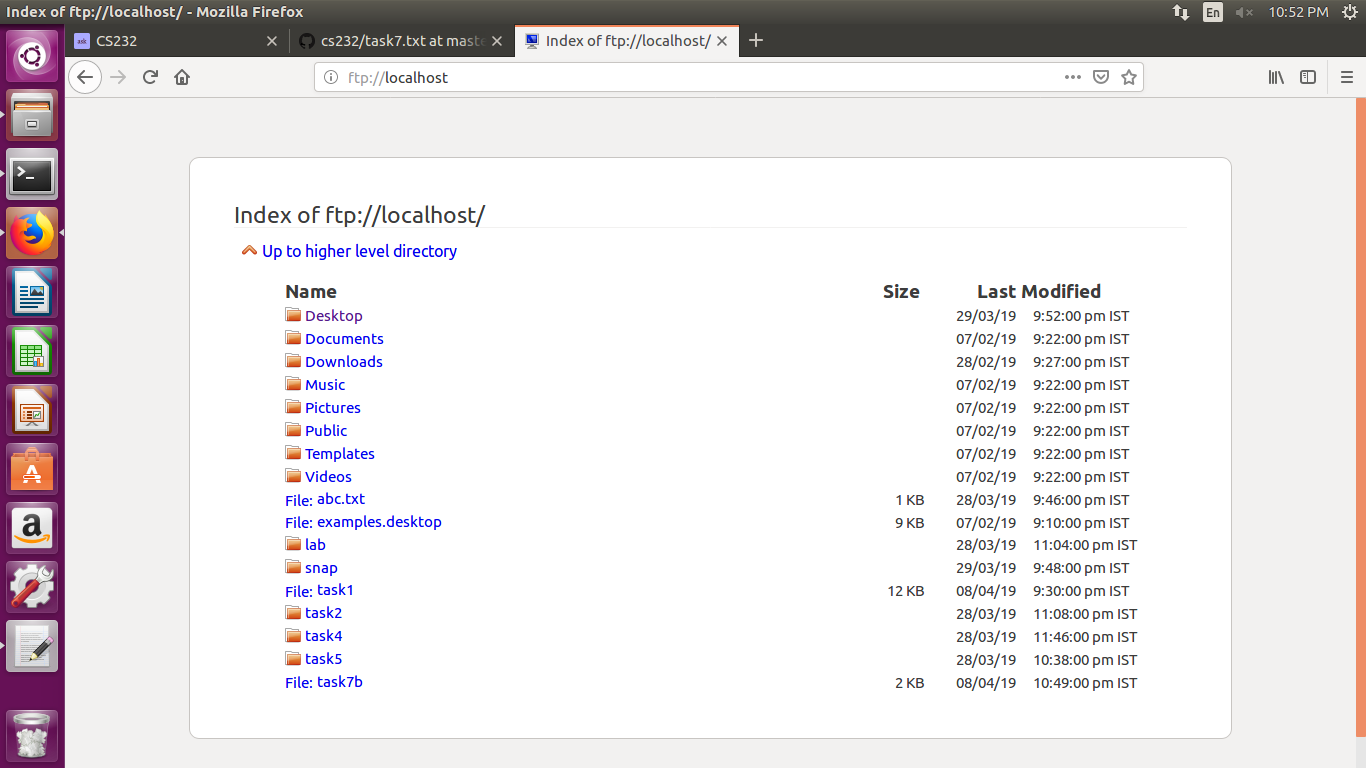 Index of ftp://localhost/ - Mozilla Firefox En 10:52 PM
ask CS232 cs232/task7.txt at maste Index of ftp://localhost/
ftp://localhost
Index of ftp://localhost/
Up to higher level directory
Name Size Last Modified
Desktop 29/03/19 9:52:00 pm IST
Documents 07/02/19 9:22:00 pm IST
Downloads 28/02/19 9:27:00 pm IST
Music 07/02/19 9:22:00 pm IST
Pictures 07/02/19 9:22:00 pm IST
Public 07/02/19 9:22:00 pm IST
Templates 07/02/19 9:22:00 pm IST
Videos 07/02/19 9:22:00 pm IST
File: abc.txt 1 KB 28/03/19 9:46:00 pm IST
File: examples.desktop 9 KB 07/02/19 9:10:00 pm IST
lab 28/03/19 11:04:00 pm IST
snap 29/03/19 9:48:00 pm IST
File: task1 12 KB 08/04/19 9:30:00 pm IST
task2 28/03/19 11:08:00 pm IST
task4 28/03/19 11:46:00 pm IST
task5 28/03/19 10:38:00 pm IST
File: task7b 2 KB 08/04/19 10:49:00 pm IST